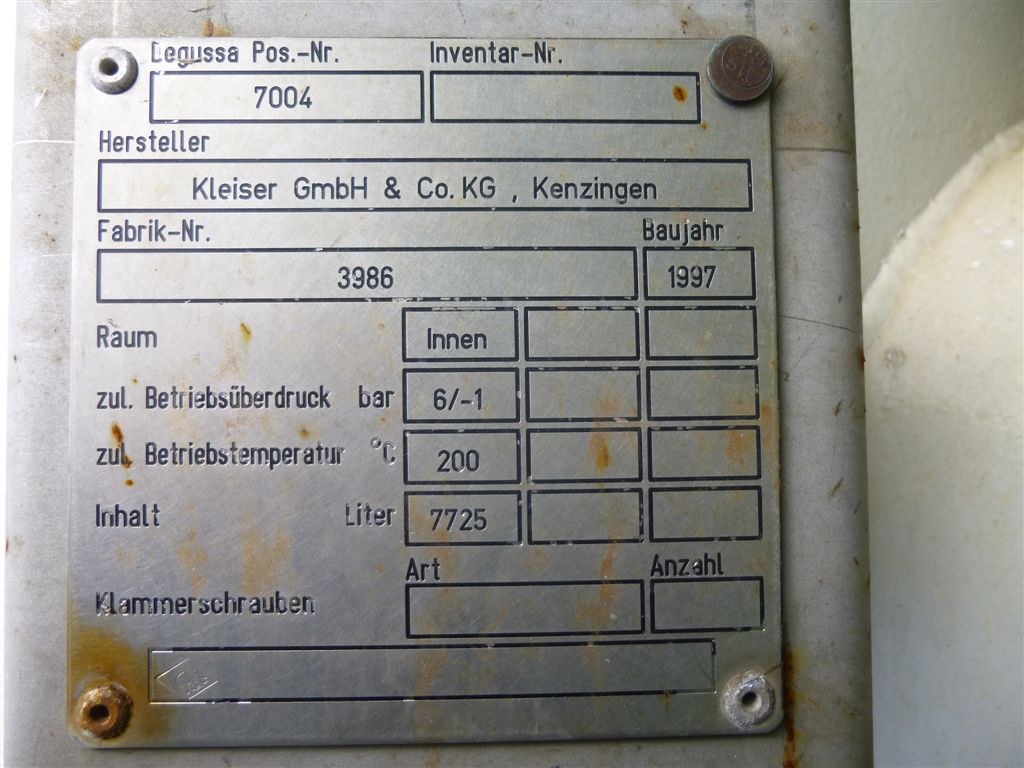 Degussa Pos.-Nr. Inventar-Nr.
7004
Hersteller
Kleiser GmbH & Co. KG , Kenzingen
Fabrik-Nr. Baujahr
3986 1997
Raum Innen
zul. Betriebsüberdruck bar 6/-1
zul. Betriebstemperatur °C 200
Inhalt Liter 7725
Art Anzahl
Klammerschrauben